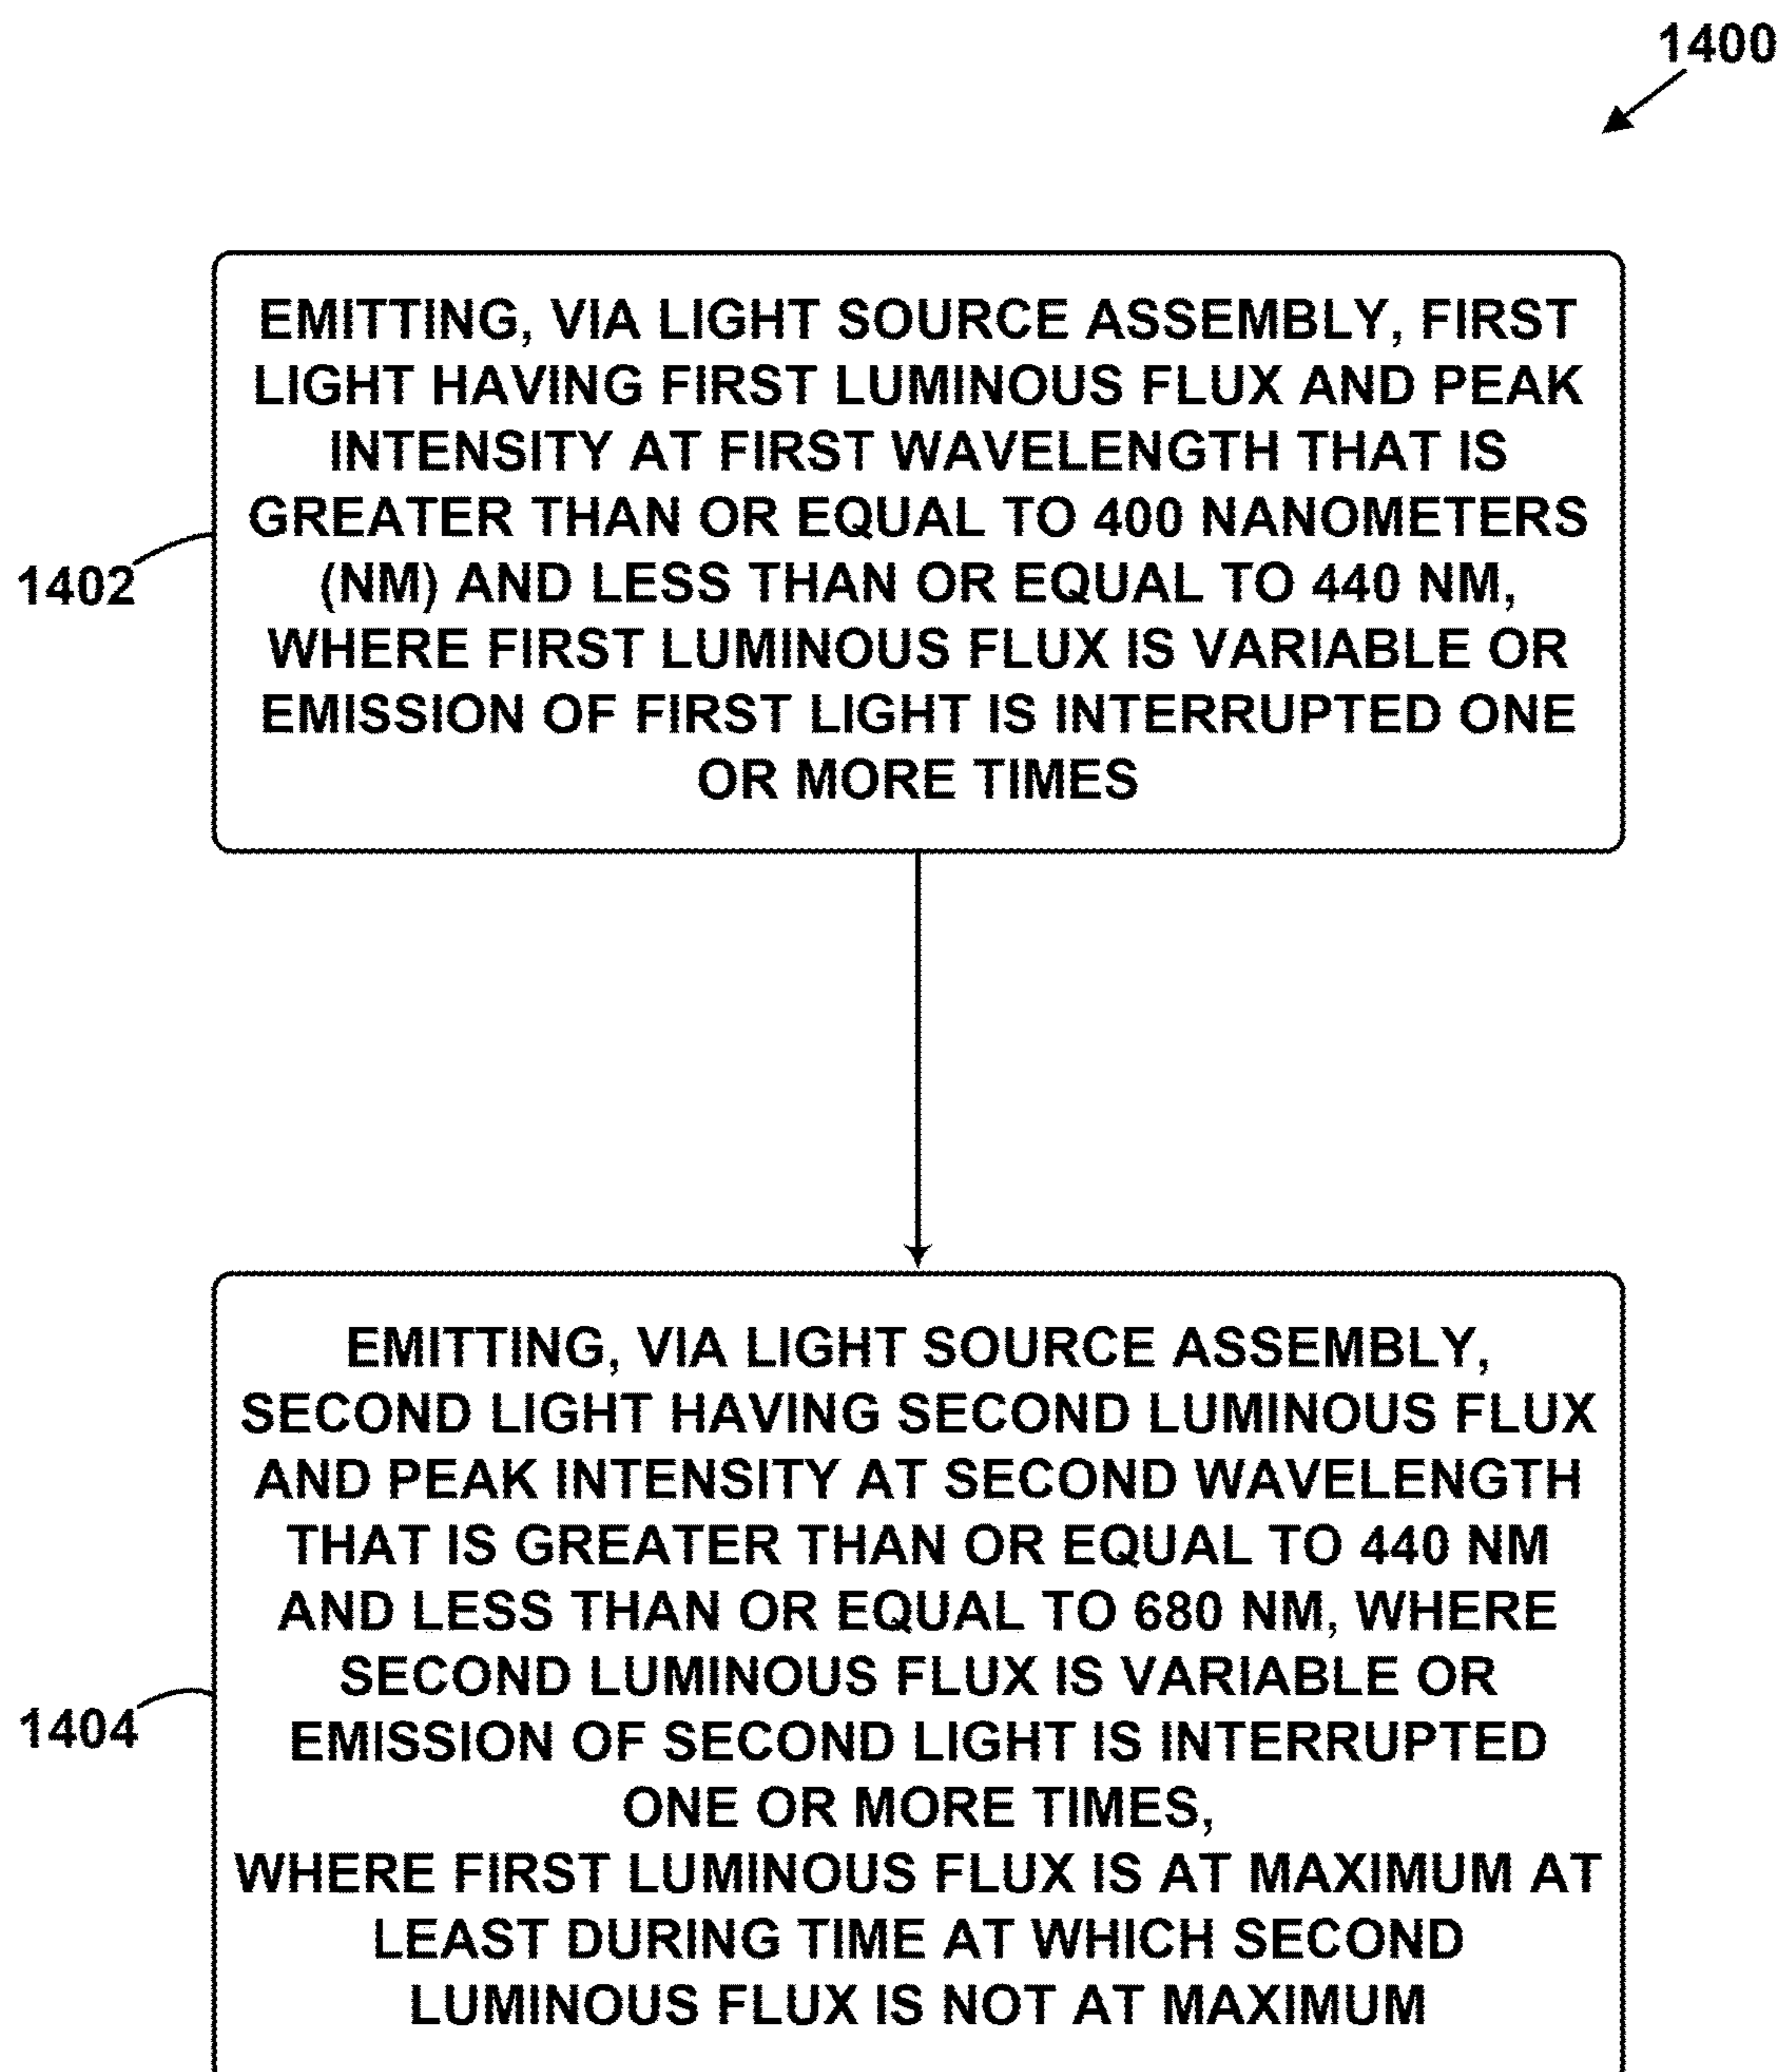 1400
EMITTING, VIA LIGHT SOURCE ASSEMBLY, FIRST
LIGHT HAVING FIRST LUMINOUS FLUX AND PEAK
INTENSITY AT FIRST WAVELENGTH THAT IS
GREATER THAN OR EQUAL TO 400 NANOMETERS
(NM) AND LESS THAN OR EQUAL TO 440 NM,
WHERE FIRST LUMINOUS FLUX IS VARIABLE OR
EMISSION OF FIRST LIGHT IS INTERRUPTED ONE
OR MORE TIMES
1402
EMITTING, VIA LIGHT SOURCE ASSEMBLY,
SECOND LIGHT HAVING SECOND LUMINOUS FLUX
AND PEAK INTENSITY AT SECOND WAVELENGTH
THAT IS GREATER THAN OR EQUAL TO 440 NM
AND LESS THAN OR EQUAL TO 680 NM, WHERE
SECOND LUMINOUS FLUX IS VARIABLE OR
EMISSION OF SECOND LIGHT IS INTERRUPTED
ONE OR MORE TIMES,
WHERE FIRST LUMINOUS FLUX IS AT MAXIMUM AT
LEAST DURING TIME AT WHICH SECOND
LUMINOUS FLUX IS NOT AT MAXIMUM
1404